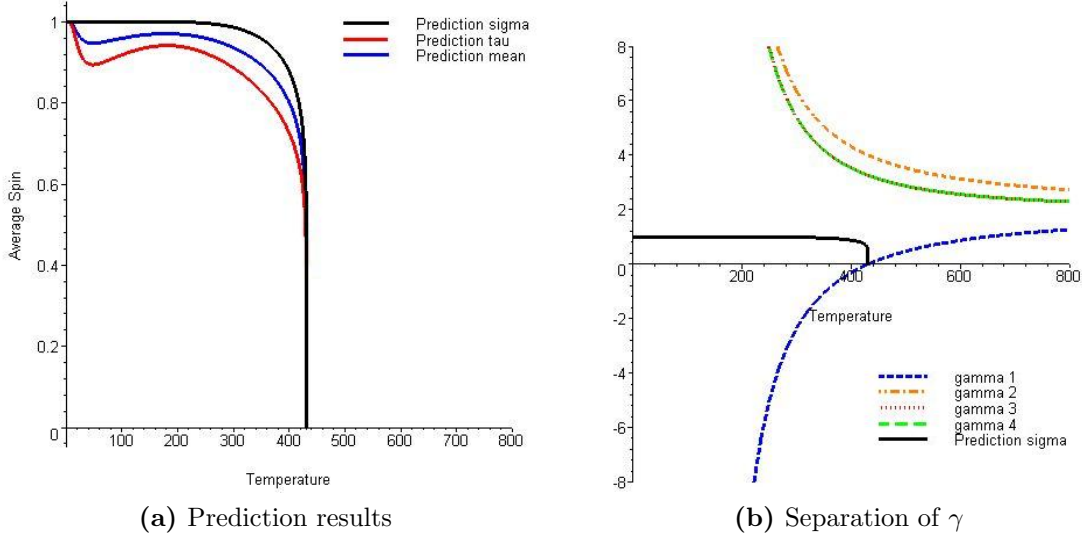 1
0.8
0.6
0.4
0.2
0
Average Spin
100 200 300 400 500 600 700 800
Temperature
Prediction sigma
Prediction tau
Prediction mean
(a) Prediction results
8
6
4
2
0
-2
-4
-6
-8
200 400 600 800
Temperature
gamma 1
gamma 2
gamma 3
gamma 4
Prediction sigma
(b) Separation of γ